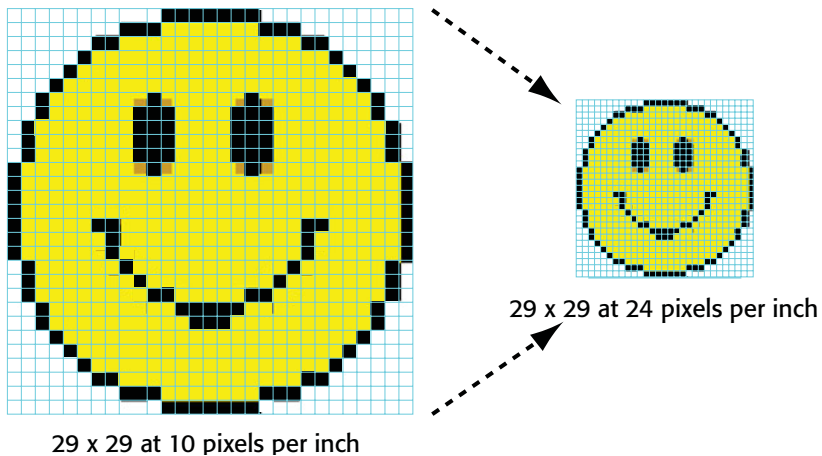 29 x 29 at 24 pixels per inch
29 x 29 at 10 pixels per inch